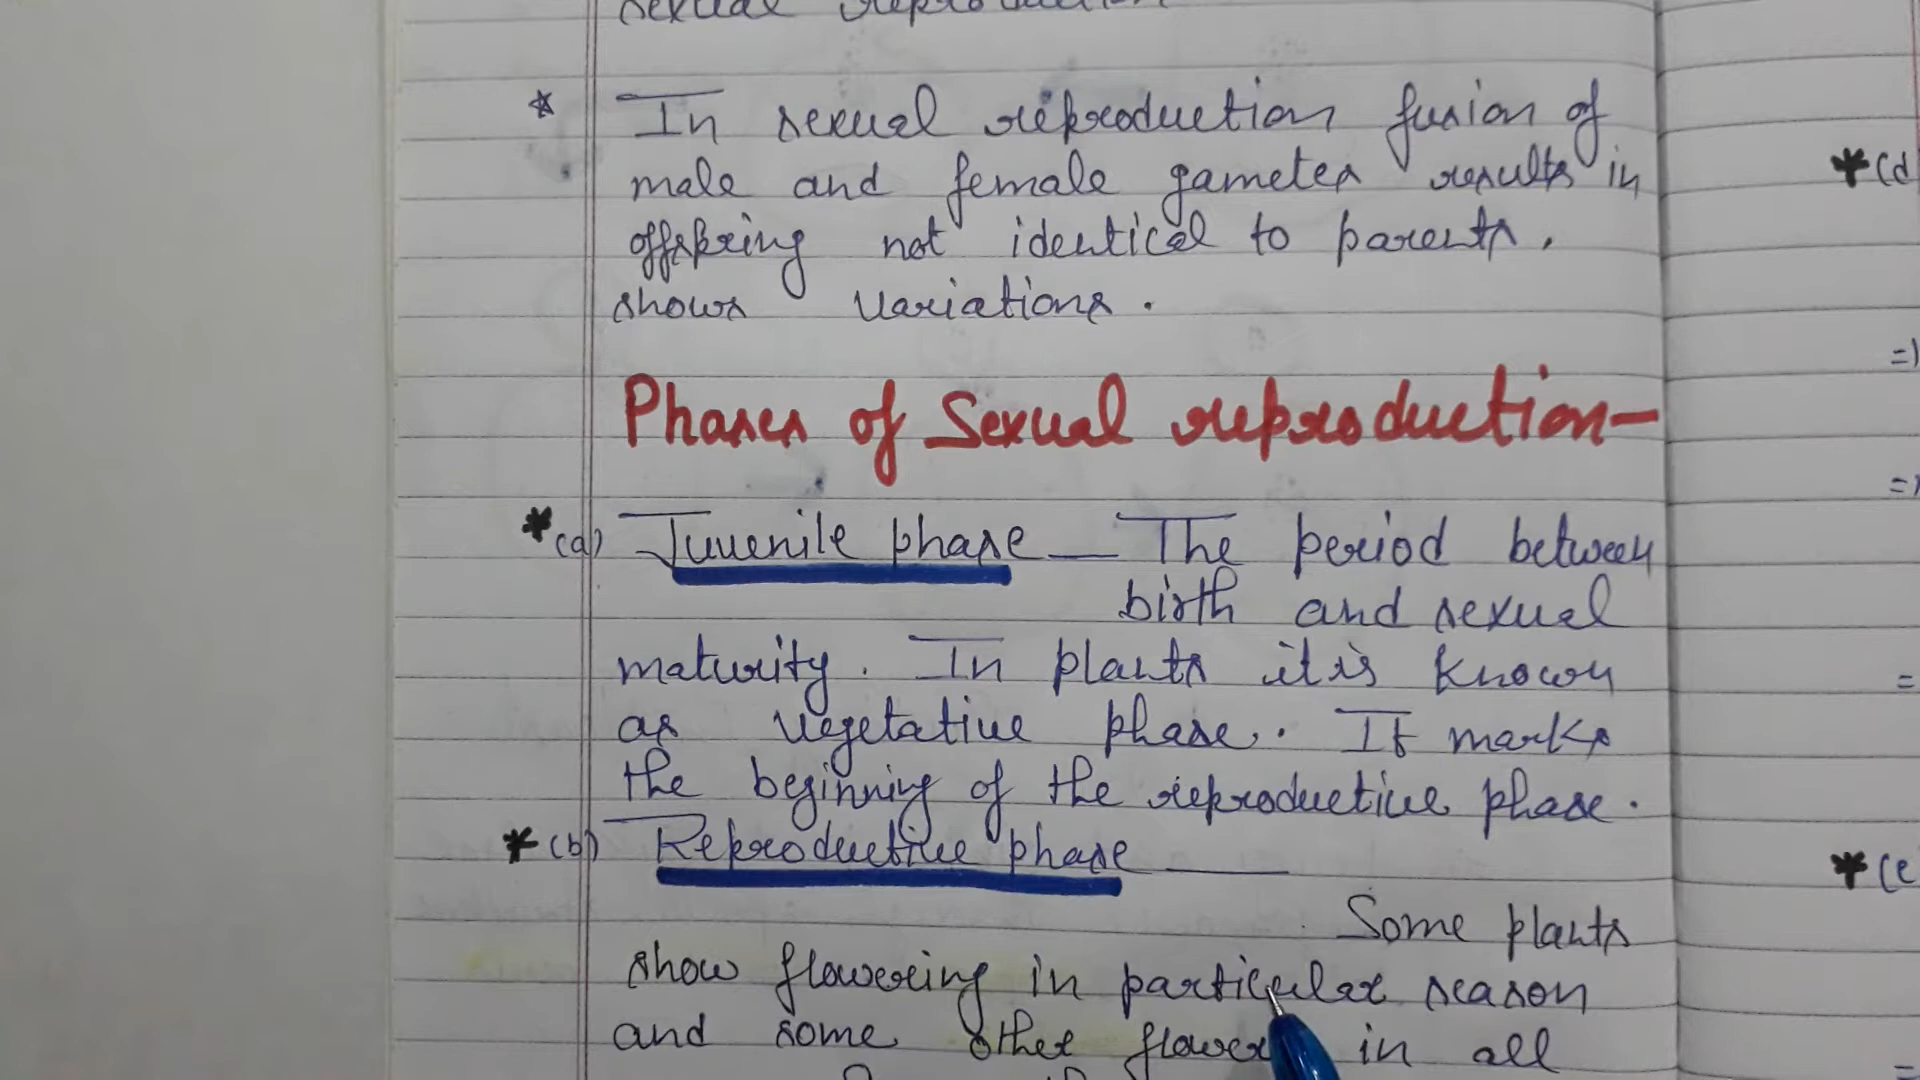 sexual reproduction
☆ In sexual reproduction fusion of
male and female gametes results in
offspring not identical to parents.
shows variations.
Phases of Sexual reproduction-
*(a) Juvenile phase — The period between
birth and sexual
maturity. In plants it is known
as vegetative phase. It marks
the beginning of the reproductive phase.
*(b) Reproductive phase —
Some plants
show flowering in particular season
and some other flower in all
*(d
=)
=)
=
*(e
=